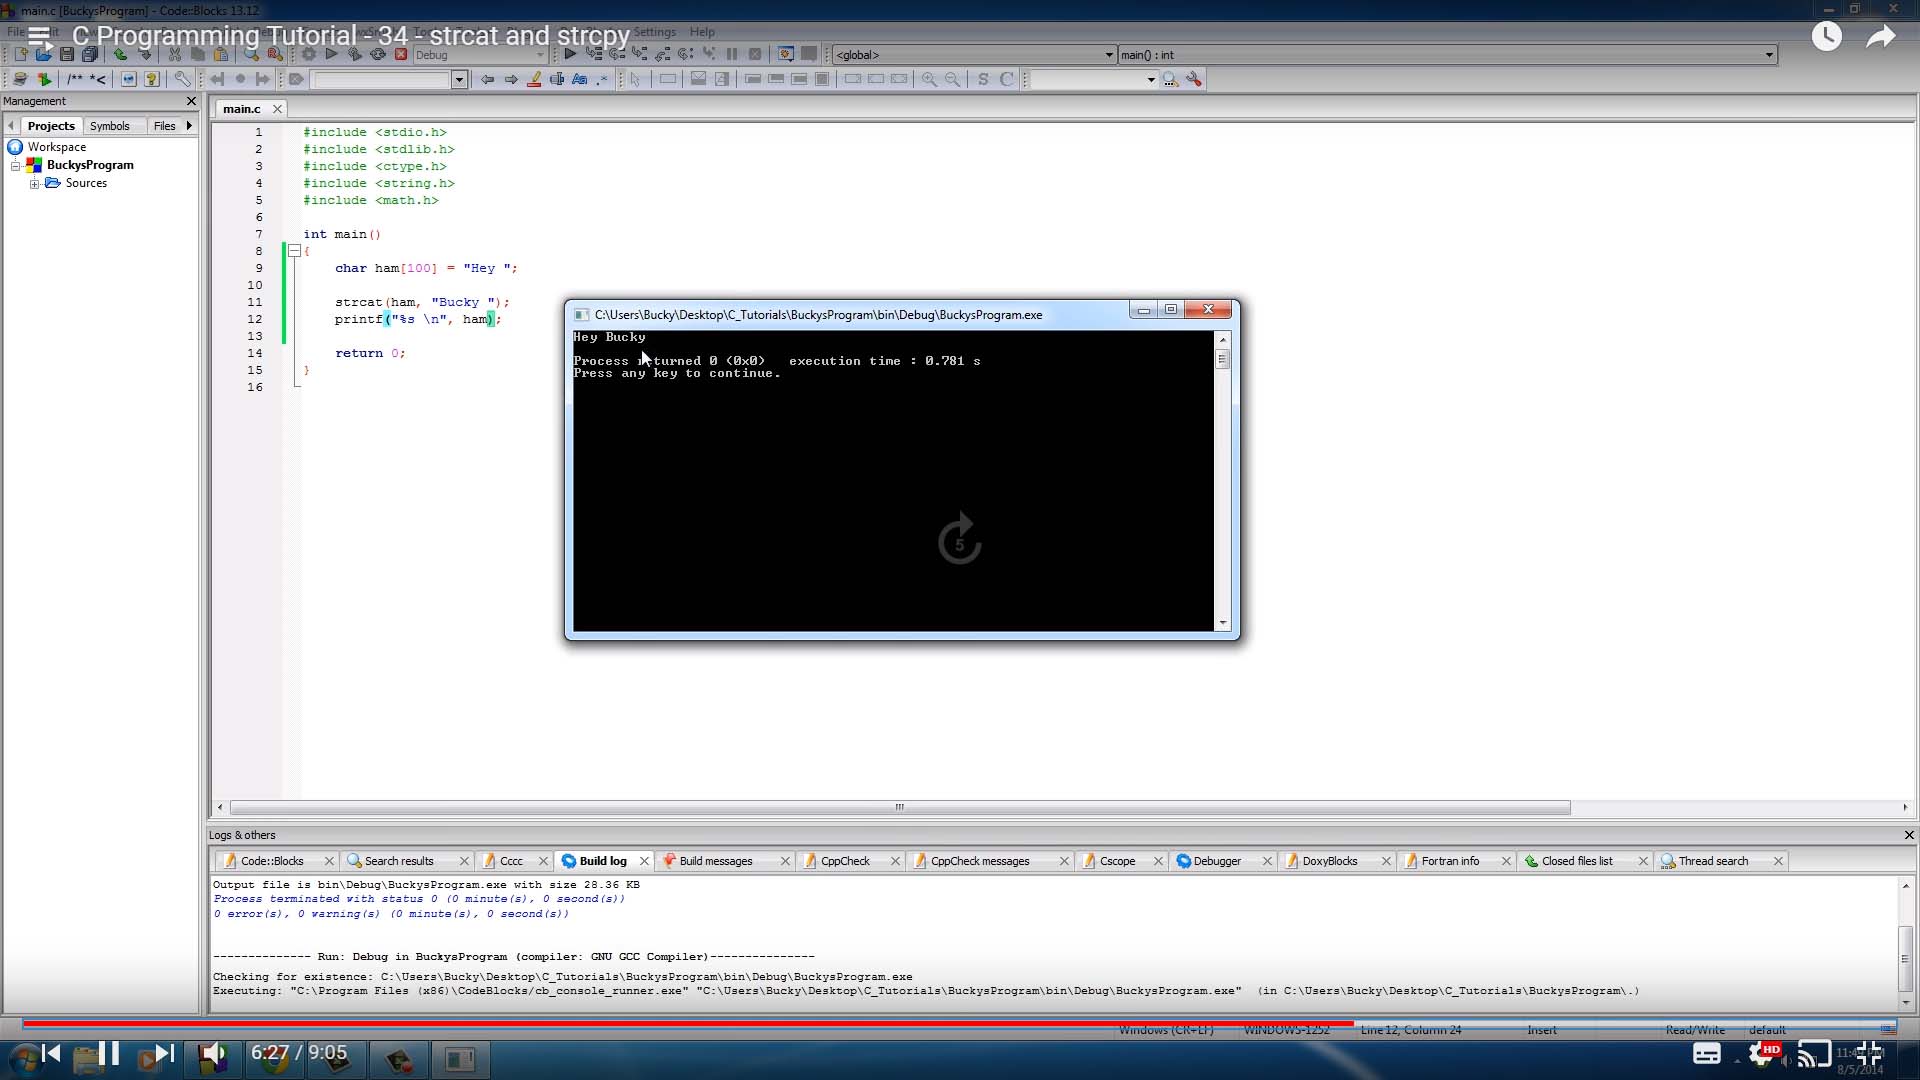 main.c [BuckysProgram] - Code::Blocks 13.12
C Programming Tutorial - 34 - strcat and strcpy
File
Settings Help
Debug
<global>
main() : int
/** *<
Aa .*
S C
Management
Projects Symbols Files
Workspace
BuckysProgram
Sources
main.c
1 #include <stdio.h>
2 #include <stdlib.h>
3 #include <ctype.h>
4 #include <string.h>
5 #include <math.h>
6
7 int main()
8 {
9 char ham[100] = "Hey ";
10
11 strcat(ham, "Bucky ");
12 printf("%s \n", ham);
13
14 return 0;
15 }
16
C:\Users\Bucky\Desktop\C_Tutorials\BuckysProgram\bin\Debug\BuckysProgram.exe
Hey Bucky
Process returned 0 (0x0) execution time : 0.781 s
Press any key to continue.
5
Logs & others
Code::Blocks Search results Cccc Build log Build messages CppCheck CppCheck messages Cscope Debugger DoxyBlocks Fortran info Closed files list Thread search
Output file is bin\Debug\BuckysProgram.exe with size 28.36 KB
Process terminated with status 0 (0 minute(s), 0 second(s))
0 error(s), 0 warning(s) (0 minute(s), 0 second(s))
-------------- Run: Debug in BuckysProgram (compiler: GNU GCC Compiler)---------------
Checking for existence: C:\Users\Bucky\Desktop\C_Tutorials\BuckysProgram\bin\Debug\BuckysProgram.exe
Executing: "C:\Program Files (x86)\CodeBlocks/cb_console_runner.exe" "C:\Users\Bucky\Desktop\C_Tutorials\BuckysProgram\bin\Debug\BuckysProgram.exe" (in C:\Users\Bucky\Desktop\C_Tutorials\BuckysProgram\.)
Windows (CR+LF) WINDOWS-1252 Line 12, Column 24 Insert Read/Write default
6:27 / 9:05
HD
8/5/2014